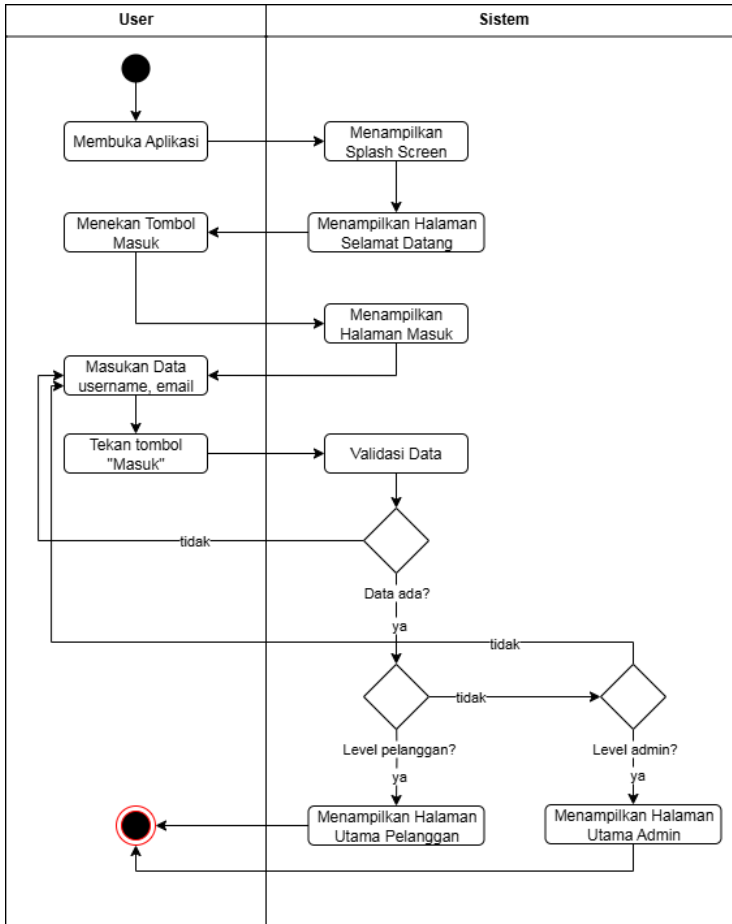 User
Sistem
Membuka Aplikasi
Menampilkan
Splash Screen
Menekan Tombol
Masuk
Menampilkan Halaman
Selamat Datang
Menampilkan
Halaman Masuk
Masukan Data
username, email
Tekan tombol
"Masuk"
Validasi Data
tidak
Data ada?
ya
tidak
tidak
Level pelanggan?
Level admin?
ya
ya
Menampilkan Halaman
Utama Pelanggan
Menampilkan Halaman
Utama Admin